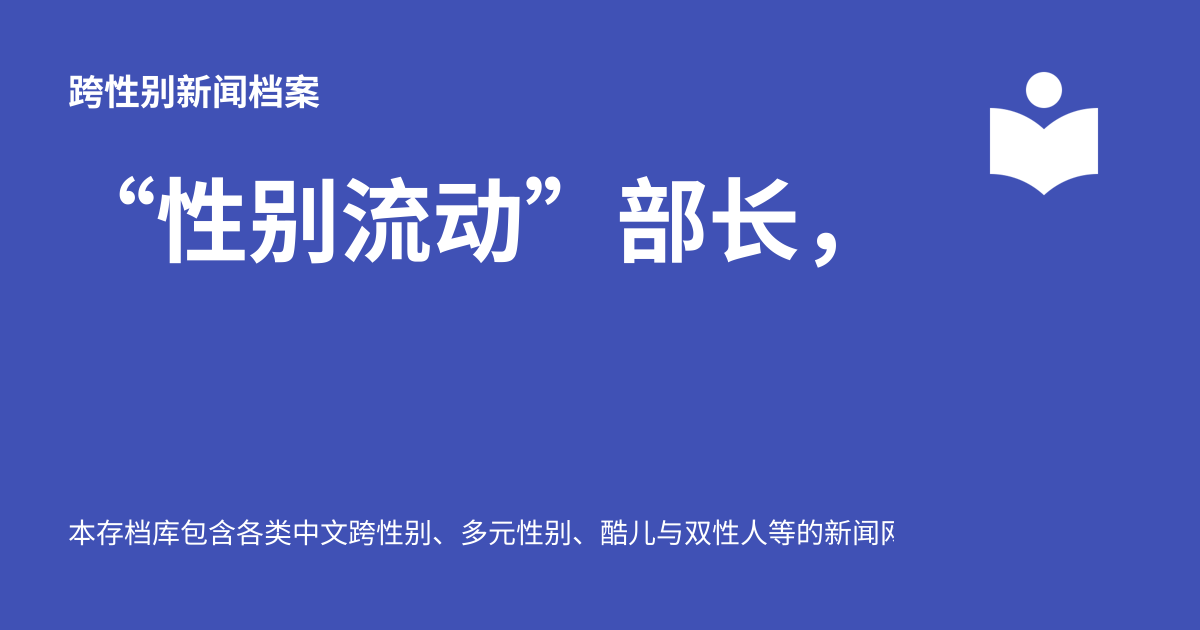 跨性别新闻档案
“性别流动”部长，
本存档库包含各类中文跨性别、多元性别、酷儿与双性人等的新闻